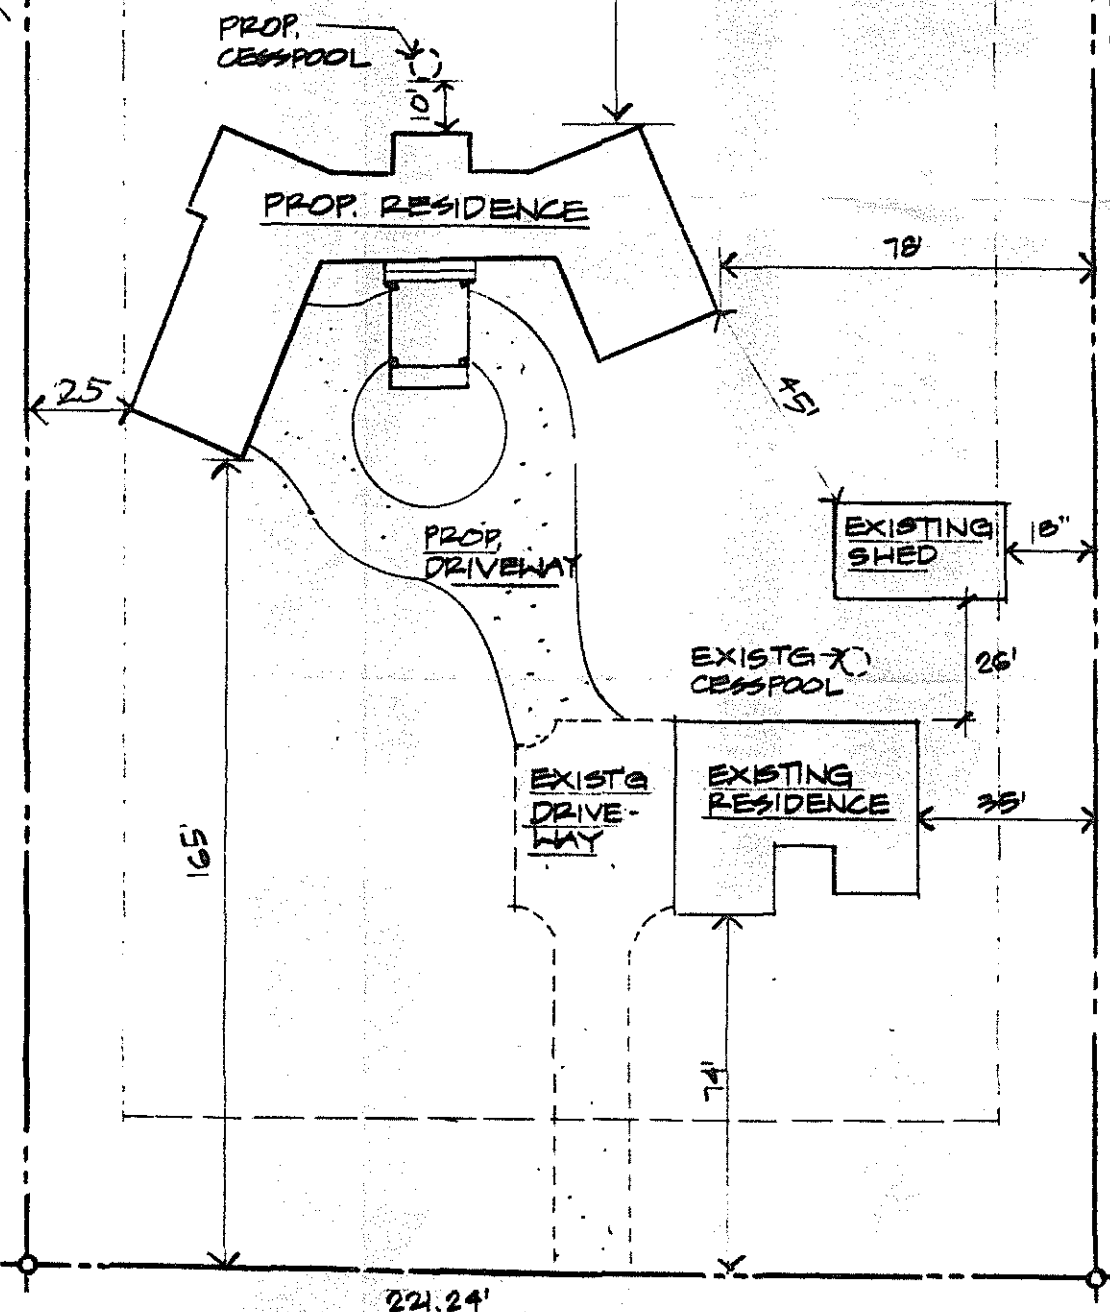 PROP.
CESSPOOL
10'
PROP. RESIDENCE
78'
25
45'
EXISTING
SHED
18"
PROP.
DRIVEWAY
EXISTG
CESSPOOL
26'
EXISTG
DRIVE-
WAY
EXISTING
RESIDENCE
35'
165'
74'
221.24'